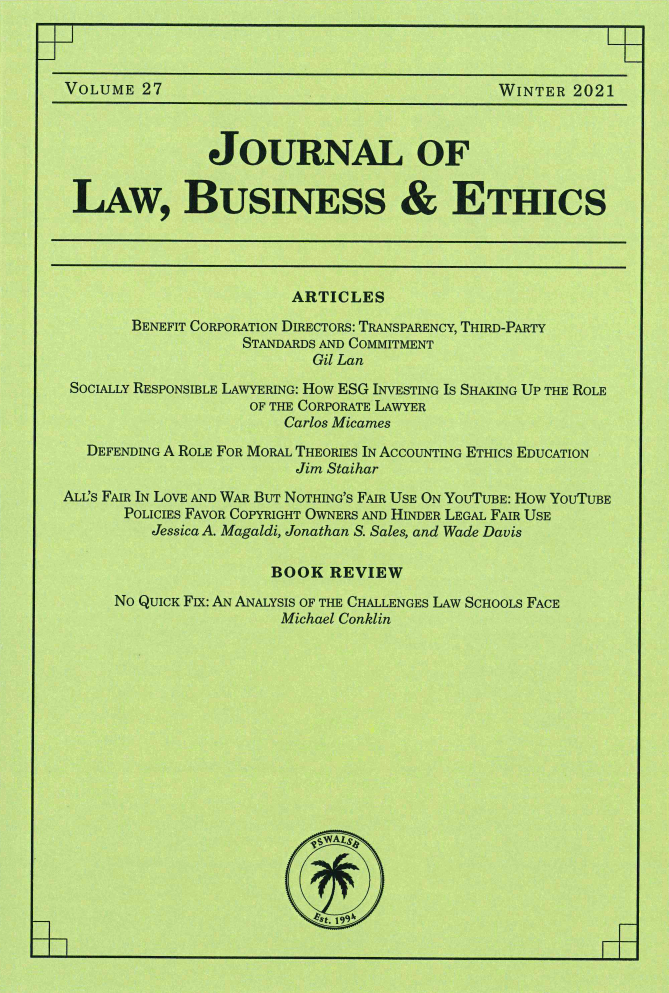 VOLUME 27
WINTER 2021
JOURNAL OF
LAW, BUSINESS & ETHICS
ARTICLES
BENEFIT CORPORATION DIRECTORS: TRANSPARENCY, THIRD-PARTY
STANDARDS AND COMMITMENT
Gil Lan
SOCIALLY RESPONSIBLE LAWYERING: HOW ESG INVESTING IS SHAKING UP THE ROLE
OF THE CORPORATE LAWYER
Carlos Micames
DEFENDING A ROLE FOR MORAL THEORIES IN ACCOUNTING ETHICS EDUCATION
Jim Staihar
ALL'S FAIR IN LOVE AND WAR BUT NOTHING'S FAIR USE ON YOUTUBE: HOW YOUTUBE
POLICIES FAVOR COPYRIGHT OWNERS AND HINDER LEGAL FAIR USE
Jessica A. Magaldi, Jonathan S. Sales, and Wade Davis
BOOK REVIEW
NO QUICK FIX: AN ANALYSIS OF THE CHALLENGES LAW SCHOOLS FACE
Michael Conklin
PSWALSB
Est. 1994